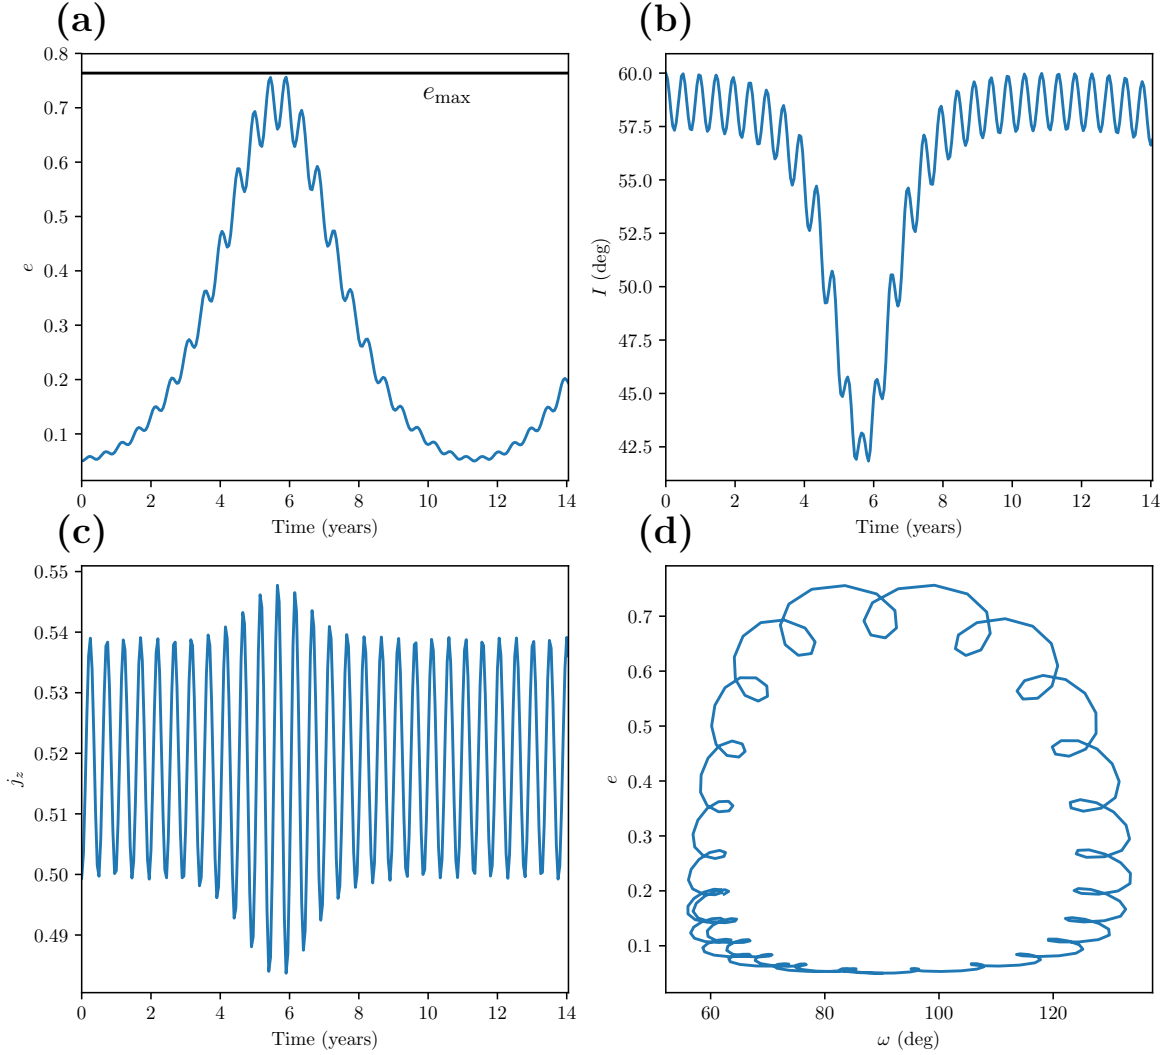 (a)
0.8
0.7
0.6
0.5
0.4
0.3
0.2
0.1
e
e_max
0 2 4 6 8 10 12 14
Time (years)
(b)
60.0
57.5
55.0
52.5
50.0
47.5
45.0
42.5
I (deg)
0 2 4 6 8 10 12 14
Time (years)
(c)
0.55
0.54
0.53
0.52
0.51
0.50
0.49
j_z
0 2 4 6 8 10 12 14
Time (years)
(d)
0.7
0.6
0.5
0.4
0.3
0.2
0.1
e
60 80 100 120
ω (deg)